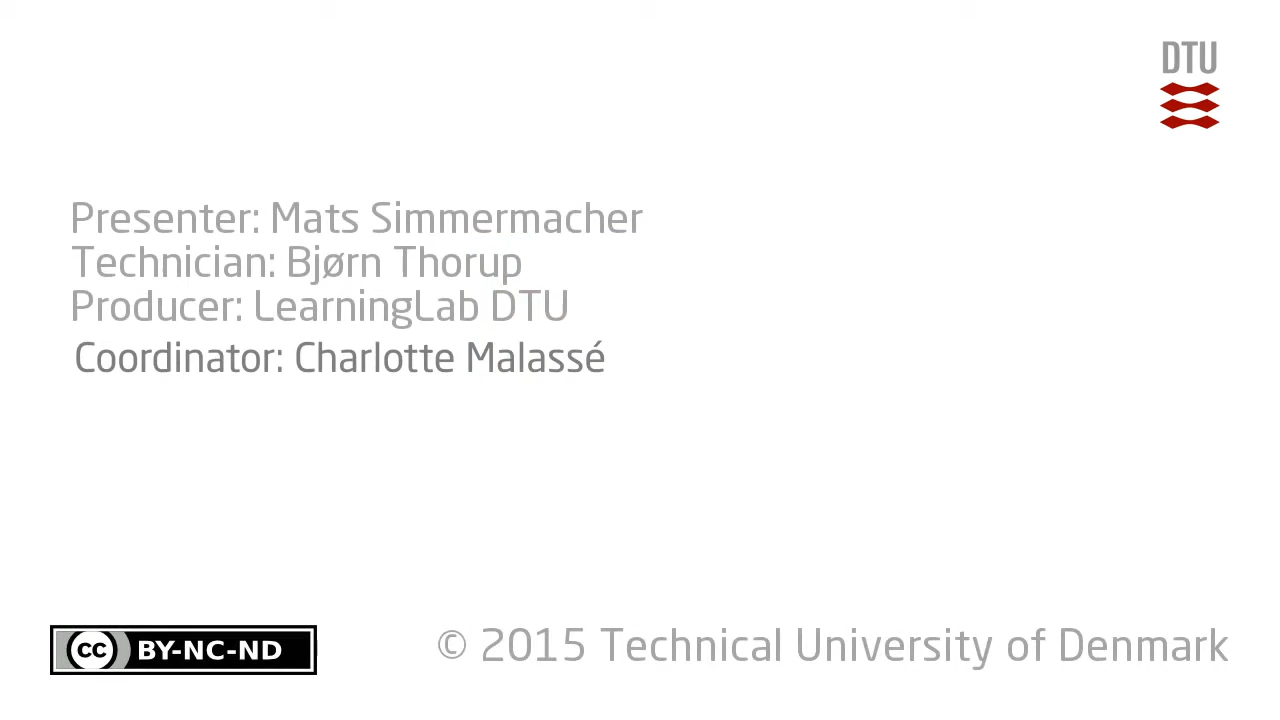 DTU
Presenter: Mats Simmermacher
Technician: Bjørn Thorup
Producer: LearningLab DTU
Coordinator: Charlotte Malassé
cc BY-NC-ND
© 2015 Technical University of Denmark